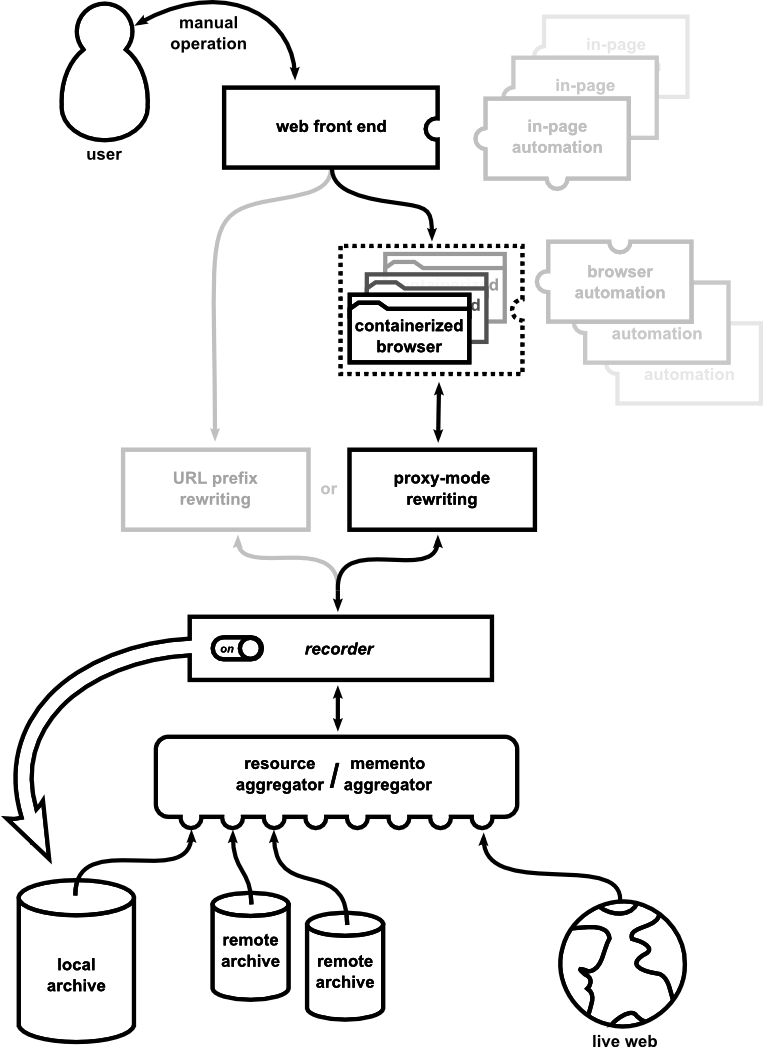 manual
operation
user
web front end
in-page
in-page
in-page
automation
d
d
containerized
browser
browser
automation
automation
automation
URL prefix
rewriting
or
proxy-mode
rewriting
on
recorder
resource
aggregator
/
memento
aggregator
local
archive
remote
archive
remote
archive
live web